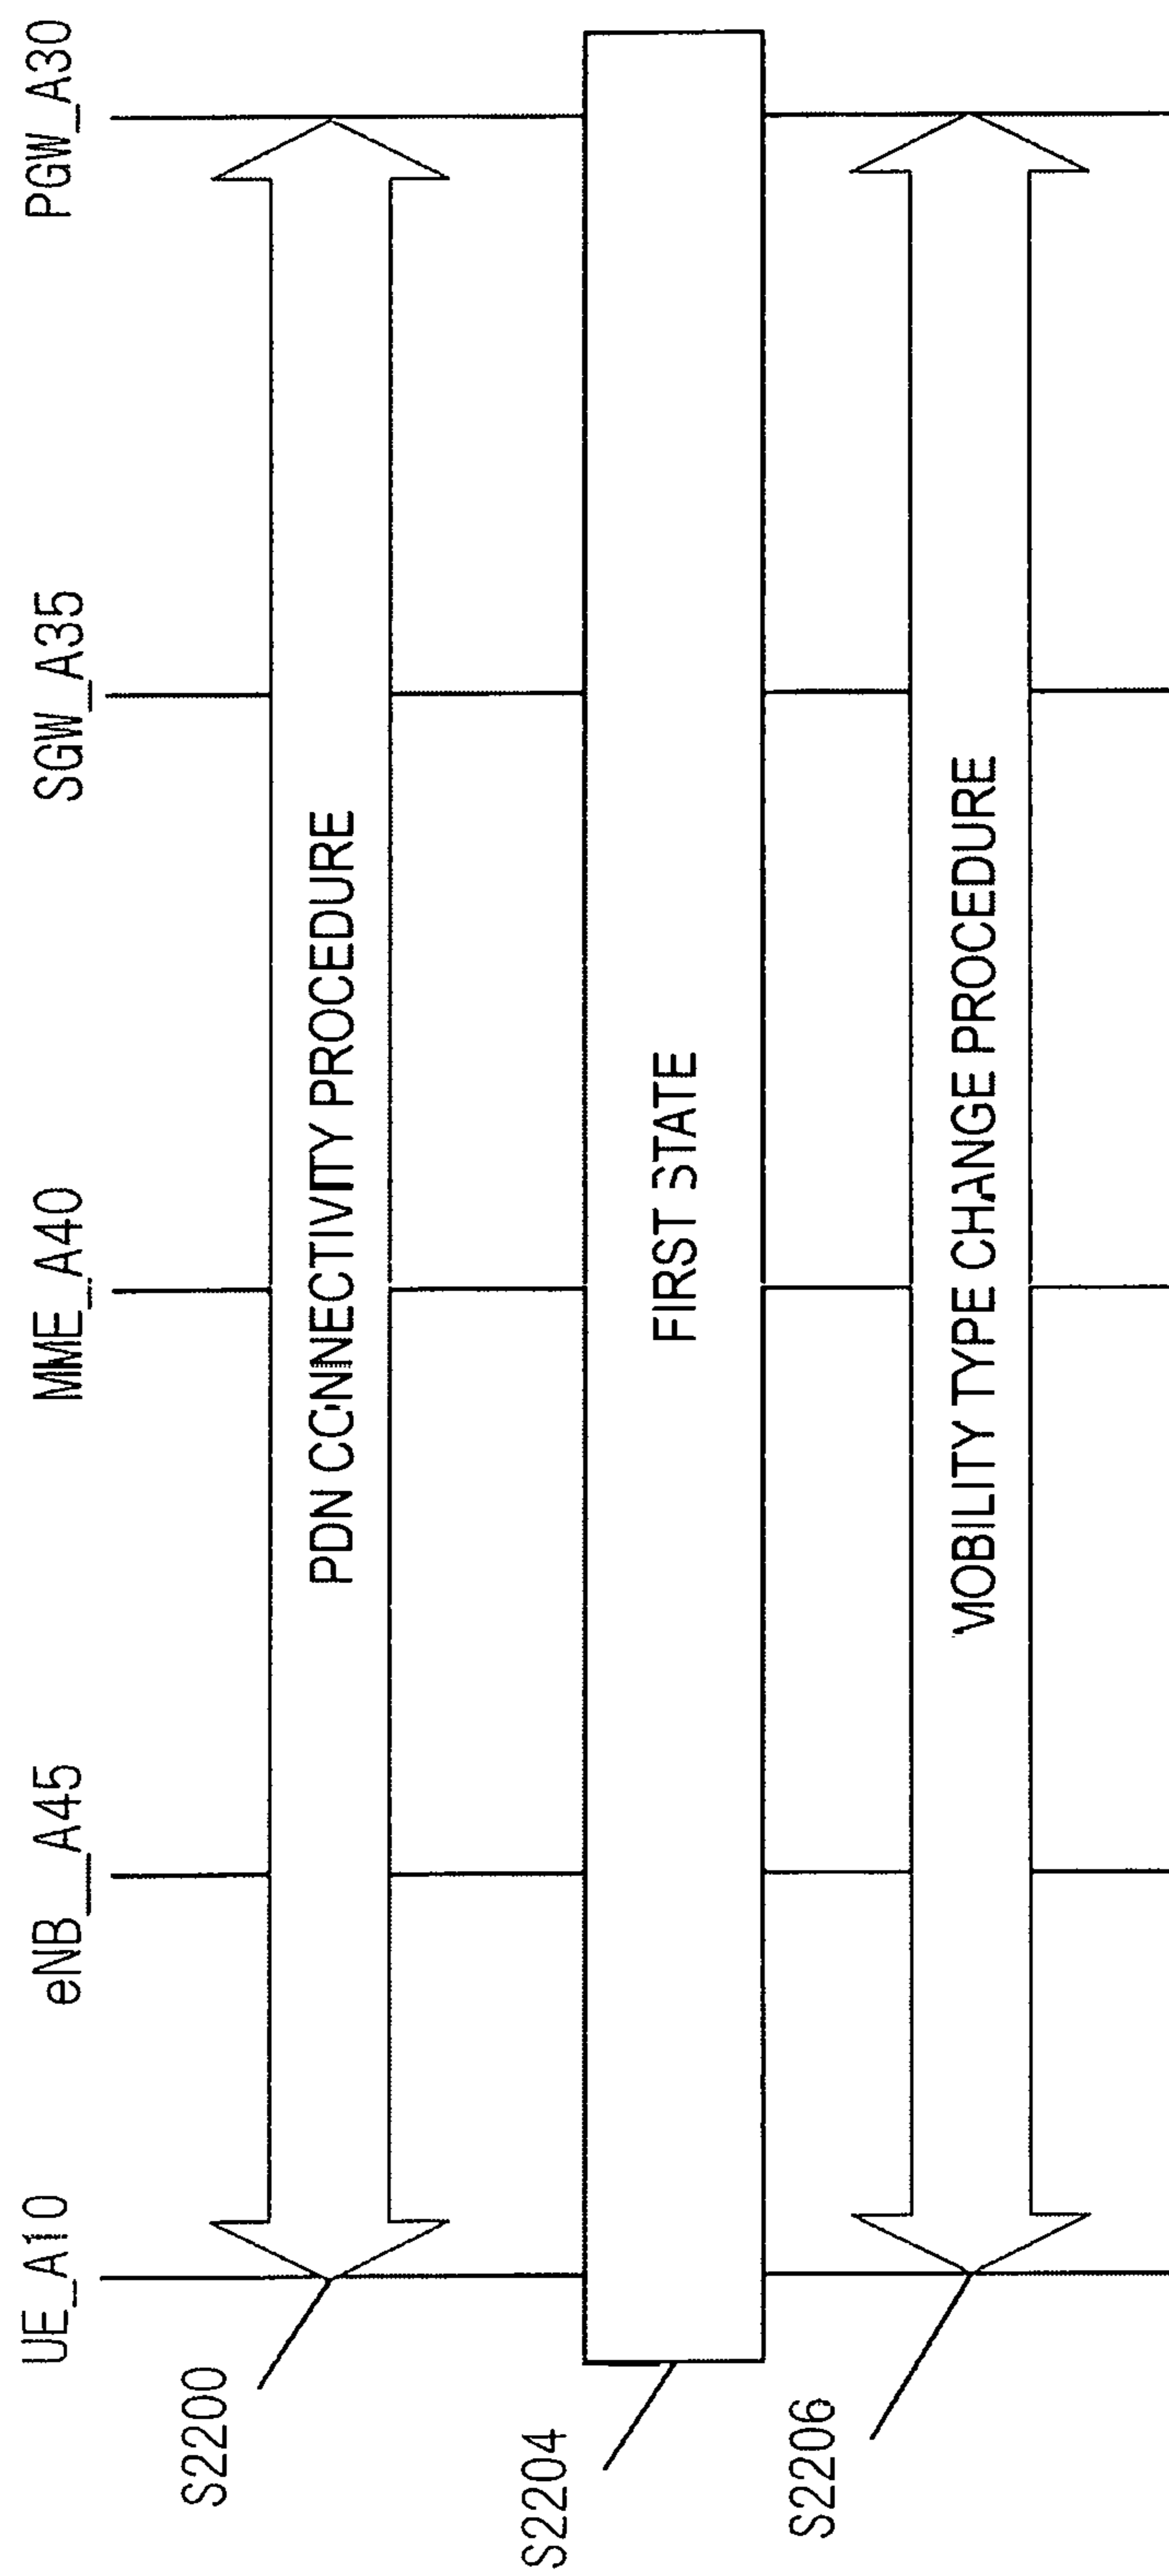 UE_A10
eNB_A45
MME_A40
SGW_A35
PGW_A30
S2200
PDN CONNECTIVITY PROCEDURE
S2204
FIRST STATE
S2206
MOBILITY TYPE CHANGE PROCEDURE